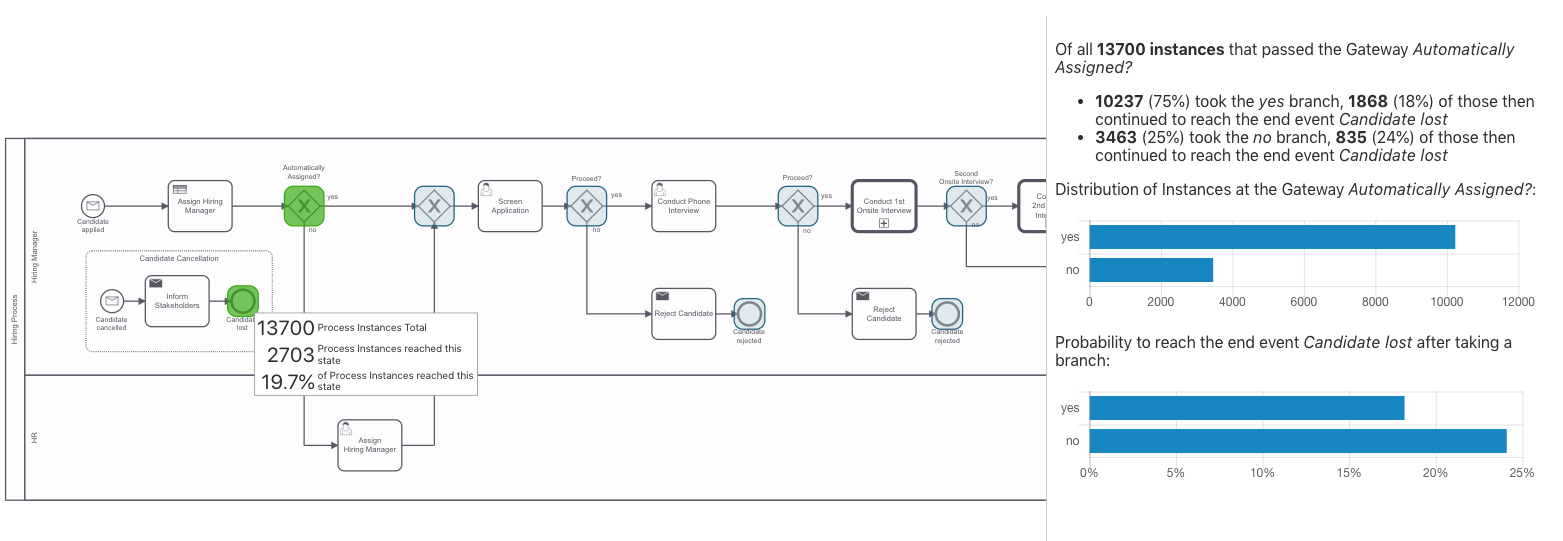 Hiring Process
Hiring Manager
HR
Candidate
applied
Assign Hiring
Manager
Automatically
Assigned?
yes
no
Screen
Application
Proceed?
yes
no
Conduct Phone
Interview
Proceed?
yes
no
Conduct 1st
Onsite Interview
Second
Onsite Interview?
yes
no
Co
2nd
Inte
Candidate Cancellation
Candidate
cancelled
Inform
Stakeholders
Candidat
lost
Reject Candidate
Candidate
rejected
Reject
Candidate
Candidate
rejected
13700 Process Instances Total
2703 Process Instances reached this
state
19.7% of Process Instances reached this
state
Assign
Hiring Manager
Of all 13700 instances that passed the Gateway Automatically
Assigned?
• 10237 (75%) took the yes branch, 1868 (18%) of those then
continued to reach the end event Candidate lost
• 3463 (25%) took the no branch, 835 (24%) of those then
continued to reach the end event Candidate lost
Distribution of Instances at the Gateway Automatically Assigned?:
yes
no
0 2000 4000 6000 8000 10000 12000
Probability to reach the end event Candidate lost after taking a
branch:
yes
no
0% 5% 10% 15% 20% 25%